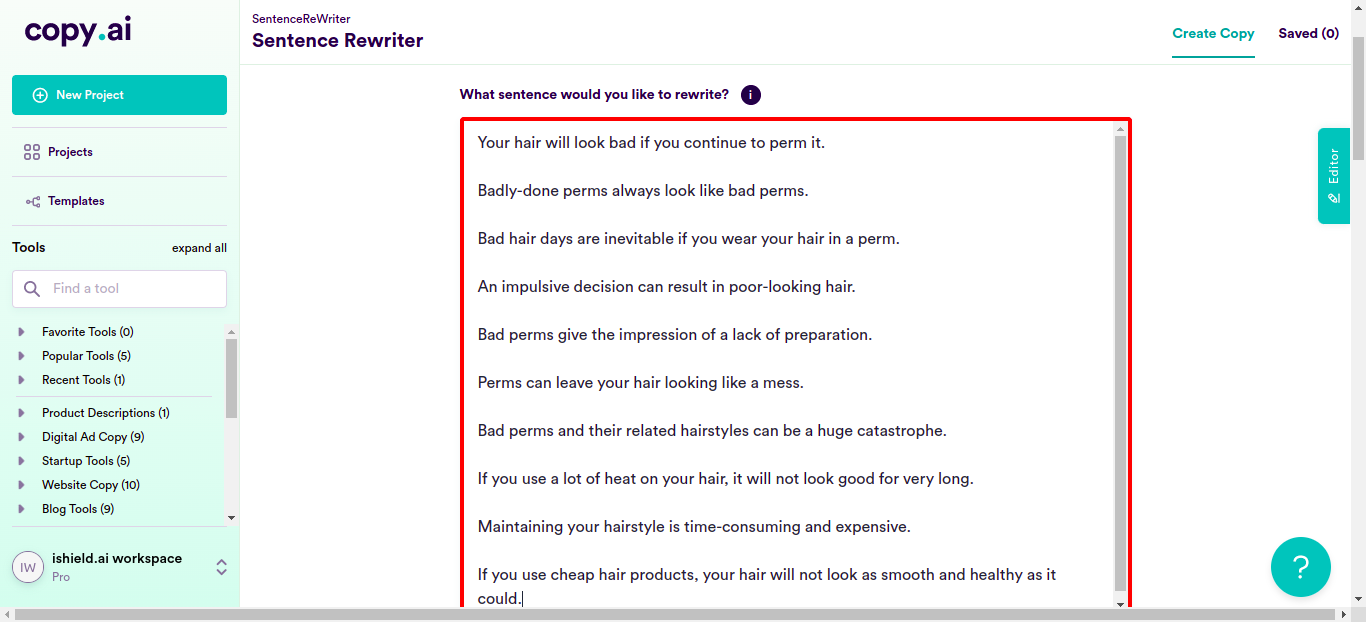 copy.ai
New Project
Projects
Templates
Tools
expand all
Find a tool
Favorite Tools (0)
Popular Tools (5)
Recent Tools (1)
Product Descriptions (1)
Digital Ad Copy (9)
Startup Tools (5)
Website Copy (10)
Blog Tools (9)
IW
ishield.ai workspace
Pro
SentenceReWriter
Sentence Rewriter
Create Copy
Saved (0)
What sentence would you like to rewrite?
i
Your hair will look bad if you continue to perm it.
Badly-done perms always look like bad perms.
Bad hair days are inevitable if you wear your hair in a perm.
An impulsive decision can result in poor-looking hair.
Bad perms give the impression of a lack of preparation.
Perms can leave your hair looking like a mess.
Bad perms and their related hairstyles can be a huge catastrophe.
If you use a lot of heat on your hair, it will not look good for very long.
Maintaining your hairstyle is time-consuming and expensive.
If you use cheap hair products, your hair will not look as smooth and healthy as it
could.
Editor
?